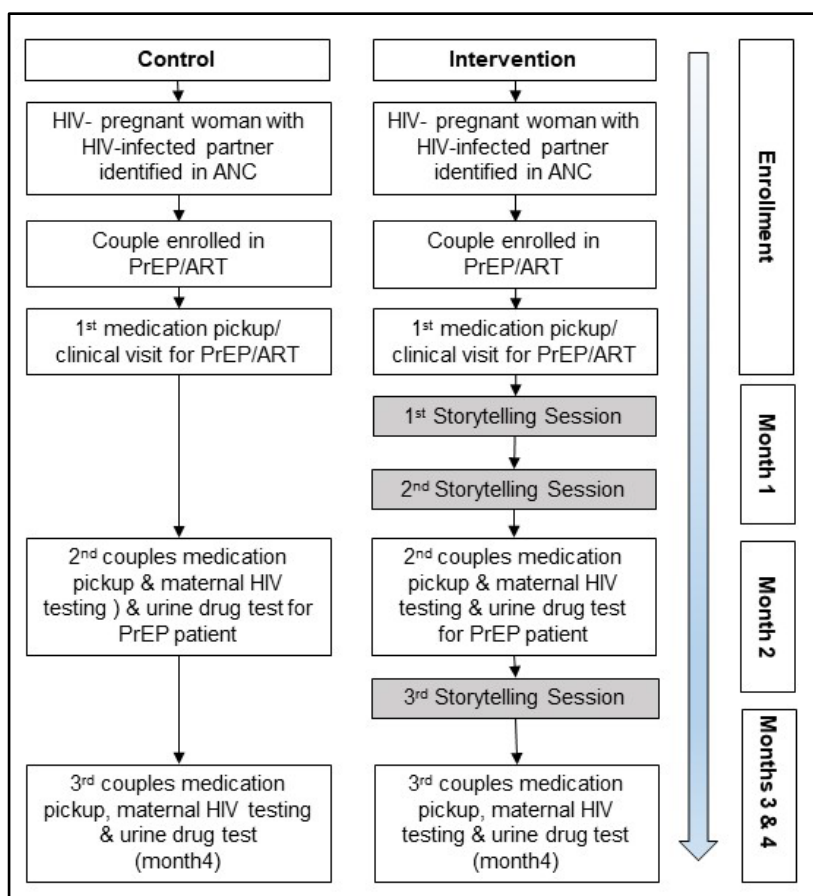 Control
HIV- pregnant woman with
HIV-infected partner
identified in ANC
Couple enrolled in
PrEP/ART
1st medication pickup/
clinical visit for PrEP/ART
2nd couples medication
pickup & maternal HIV
testing ) & urine drug test for
PrEP patient
3rd couples medication
pickup, maternal HIV testing
& urine drug test
(month4)
Intervention
HIV- pregnant woman with
HIV-infected partner
identified in ANC
Couple enrolled in
PrEP/ART
1st medication pickup/
clinical visit for PrEP/ART
1st Storytelling Session
2nd Storytelling Session
2nd couples medication
pickup & maternal HIV
testing & urine drug test
for PrEP patient
3rd Storytelling Session
3rd couples medication
pickup, maternal HIV
testing & urine drug test
(month4)
Enrollment
Month 1
Month 2
Months 3 & 4